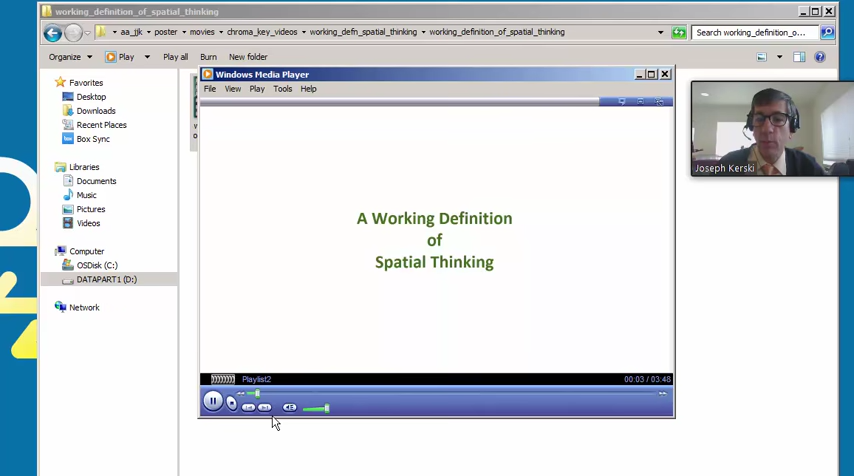 working_definition_of_spatial_thinking
aa_jjk ▸ poster ▸ movies ▸ chroma_key_videos ▸ working_defn_spatial_thinking ▸ working_definition_of_spatial_thinking
Search working_definition_o...
Organize Play Play all Burn New folder
Favorites
Desktop
Downloads
Recent Places
Box Sync
Libraries
Documents
Music
Pictures
Videos
Computer
OSDisk (C:)
DATAPART1 (D:)
Network
Windows Media Player
File View Play Tools Help
A Working Definition
of
Spatial Thinking
Playlist2
00:03 / 03:48
Joseph Kerski